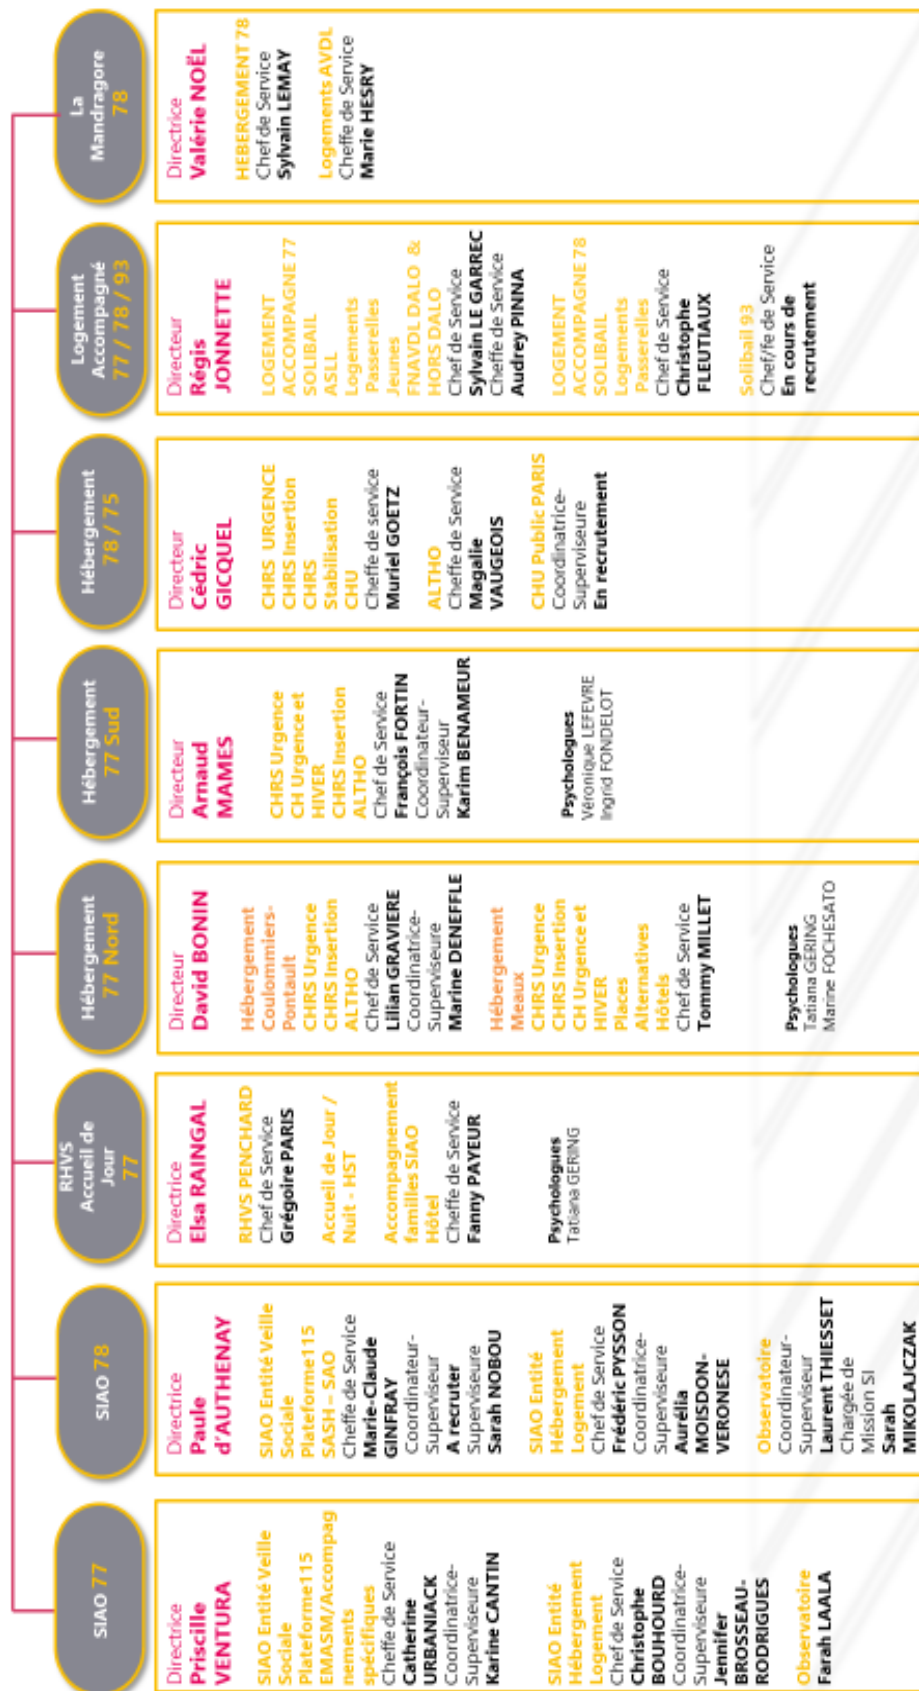 SIAO 77
Directrice
Priscille
VENTURA
SIAO Entité Veille
Sociale
Plateforme115
EMASM/Accompag
nements
spécifiques
Cheffe de Service
Catherine
URBANIACK
Coordinatrice-
Superviseure
Karine CANTIN
SIAO Entité
Hébergement
Logement
Chef de Service
Christophe
BOUHOURD
Coordinatrice-
Superviseure
Jennifer
BROSSEAU-
RODRIGUES
Observatoire
Farah LAARLA
SIAO 78
Directrice
Paule
d'AUTHENAY
SIAO Entité Veille
Sociale
Plateforme115
SASH – SAO
Cheffe de Service
Marie-Claude
GINFRAY
Coordinateur-
Superviseur
A recruter
Superviseure
Sarah NOBOU
SIAO Entité
Hébergement
Logement
Chef de Service
Frédéric PYSSON
Coordinatrice-
Superviseure
Aurélia
MOISDON-
VERONESE
Observatoire
Coordinateur-
Superviseur
Laurent THIESSET
Chargée de
Mission SI
Sarah
MIKOLAJCZAK
RHVS
Accueil de
Jour
77
Directrice
Elsa RAINGAL
RHVS PENCHARD
Chef de Service
Grégoire PARIS
Accueil de Jour /
Nuit - HST
Accompagnement
familles SIAO
Hôtel
Cheffe de Service
Fanny PAYEUR
Psychologues
Tatiana GERING
Hébergement
77 Nord
Directeur
David BONIN
Hébergement
Coulommiers-
Pontault
CHRS Urgence
CHRS Insertion
ALTHO
Chef de Service
Lilian GRAVIERE
Coordinatrice-
Superviseure
Marine DENEFFLE
Hébergement
Meaux
CHRS Urgence
CHRS Insertion
CH Urgence et
HIVER
Places
Alternatives
Hôtels
Chef de Service
Tommy MILLET
Psychologues
Tatiana GERING
Marine FOCHESATO
Hébergement
77 Sud
Directeur
Arnaud
MAMES
CHRS Urgence
CH Urgence et
HIVER
CHRS Insertion
ALTHO
Chef de Service
François FORTIN
Coordinateur-
Superviseur
Karim BENAMEUR
Psychologues
Véronique LEFEVRE
Ingrid FONDELOT
Hébergement
78 / 75
Directeur
Cédric
GICQUEL
CHRS URGENCE
CHRS Insertion
CHRS
Stabilisation
CHU
Cheffe de service
Muriel GOETZ
ALTHO
Cheffe de Service
Magalie
VAUGEOIS
CHU Public PARIS
Coordinatrice-
Superviseure
En recrutement
Logement
Accompagné
77 / 78 / 93
Directeur
Régis
JONNETTE
LOGEMENT
ACCOMPAGNE 77
SOLIBAIL
ASLL
Logements
Passerelles
Jeunes
FNAVDL DALO &
HORS DALO
Chef de Service
Sylvain LE GARREC
Cheffe de Service
Audrey PINNA
LOGEMENT
ACCOMPAGNE 78
SOLIBAIL
Logements
Passerelles
Chef de Service
Christophe
FLEUTIAUX
Solibail 93
Chef/fe de Service
En cours de
recrutement
La
Mandragore
78
Directrice
Valérie NOËL
HEBERGEMENT 78
Chef de Service
Sylvain LEMAY
Logements AVDL
Cheffe de Service
Marie HESRY